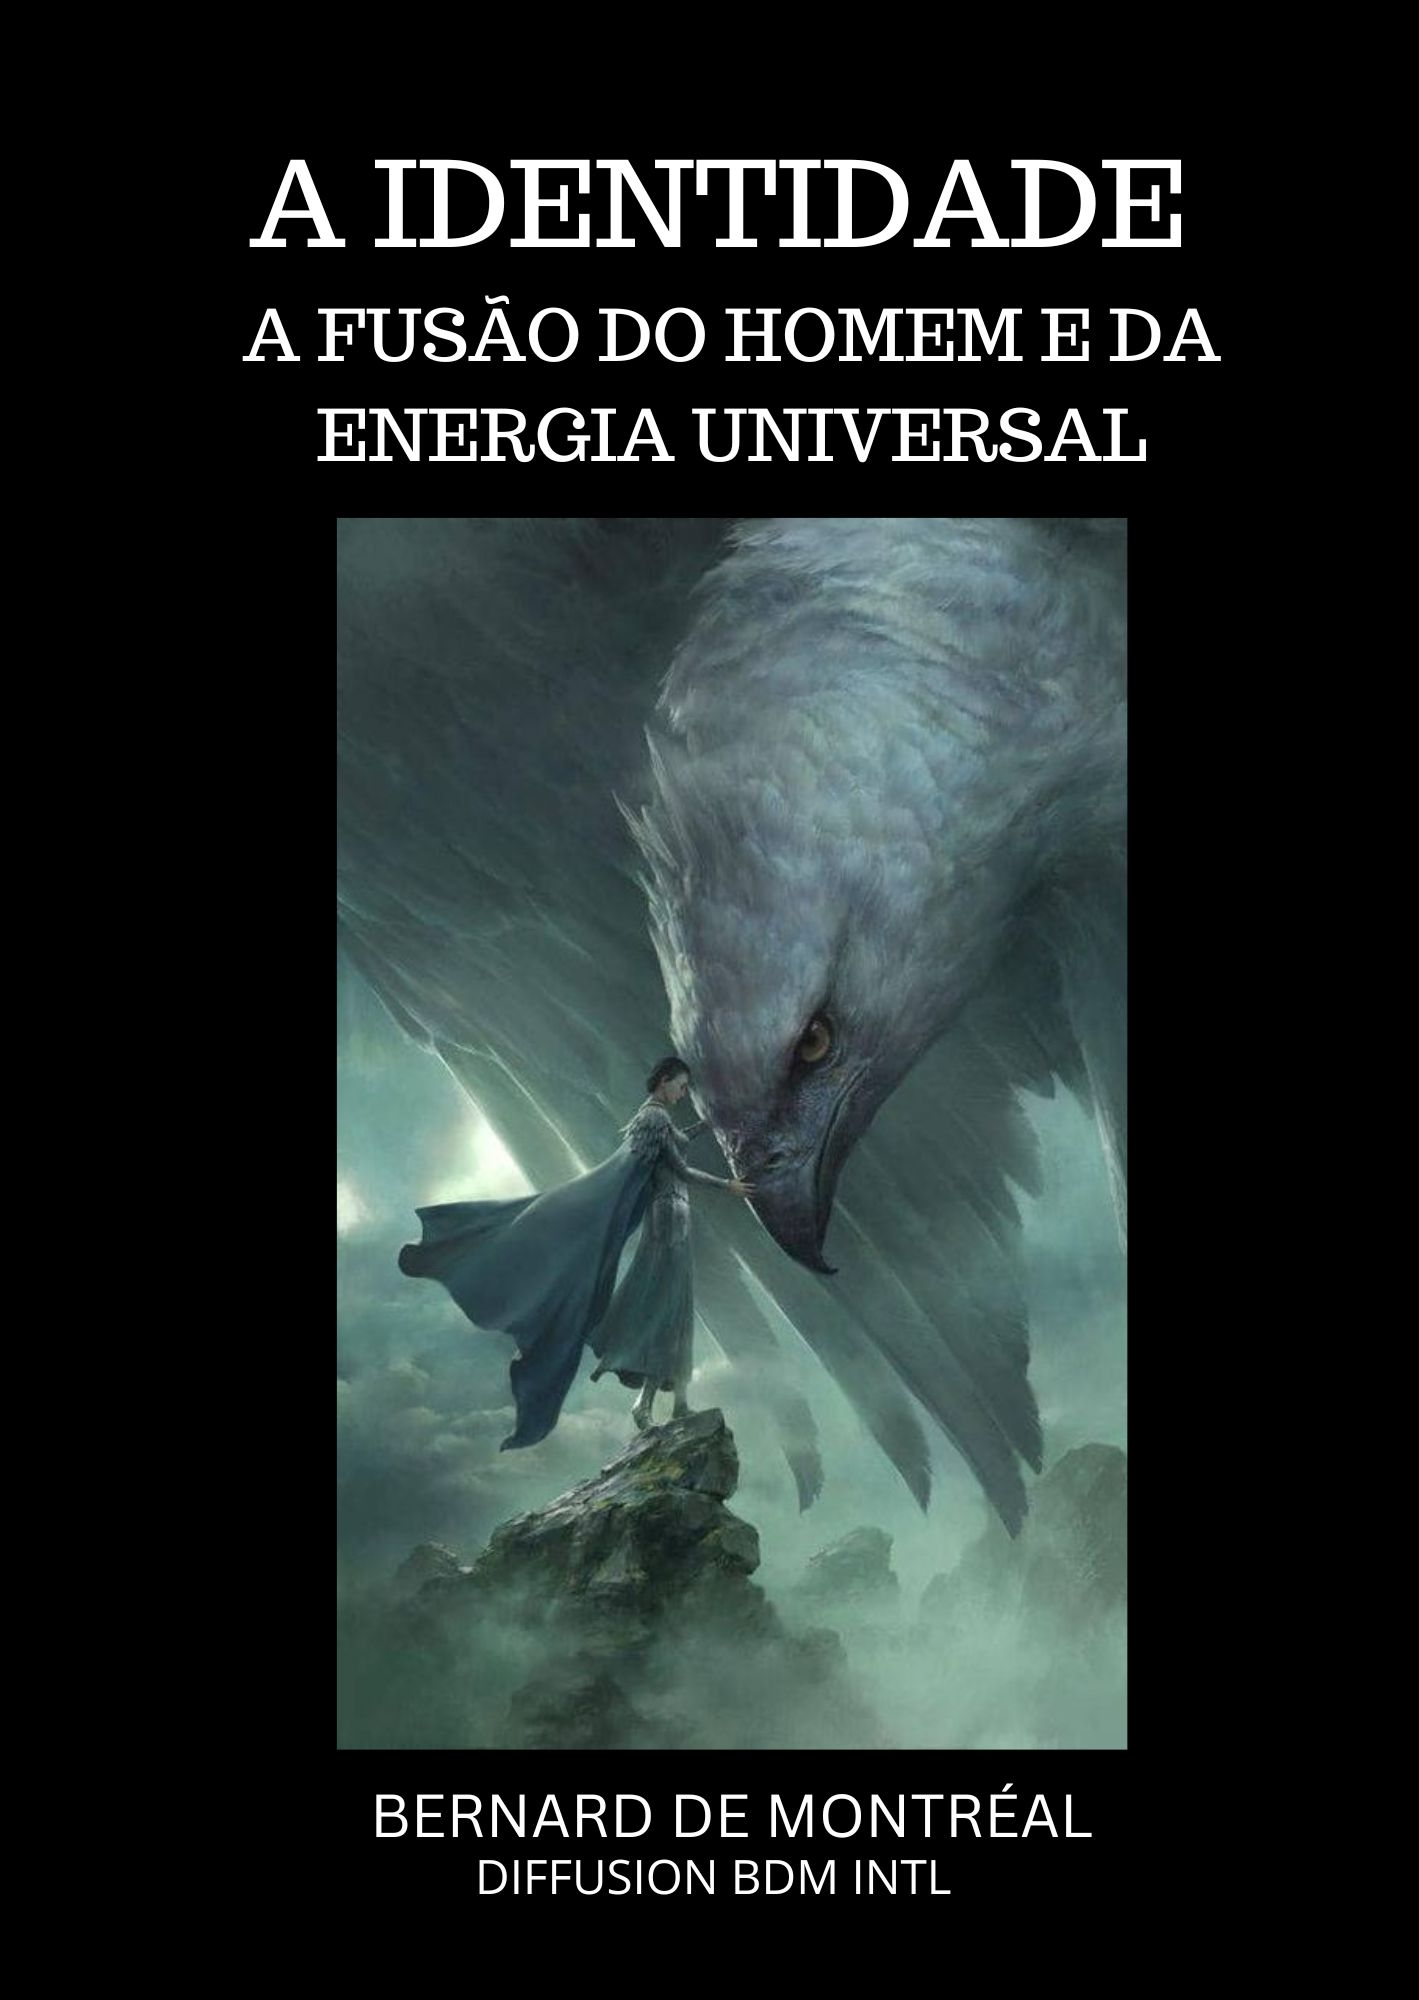 A IDENTIDADE
A FUSÃO DO HOMEM E DA
ENERGIA UNIVERSAL
BERNARD DE MONTRÉAL
DIFFUSION BDM INTL